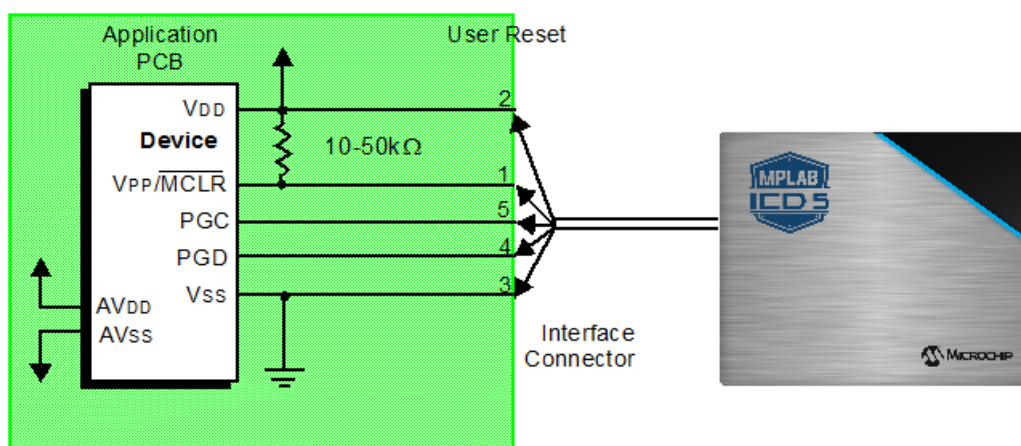 Application
PCB
User Reset
VDD
2
Device
10-50kΩ
VPP/MCLR
1
PGC
5
PGD
4
VSS
3
AVDD
AVSS
Interface
Connector
MPLAB
ICD 5
MICROCHIP